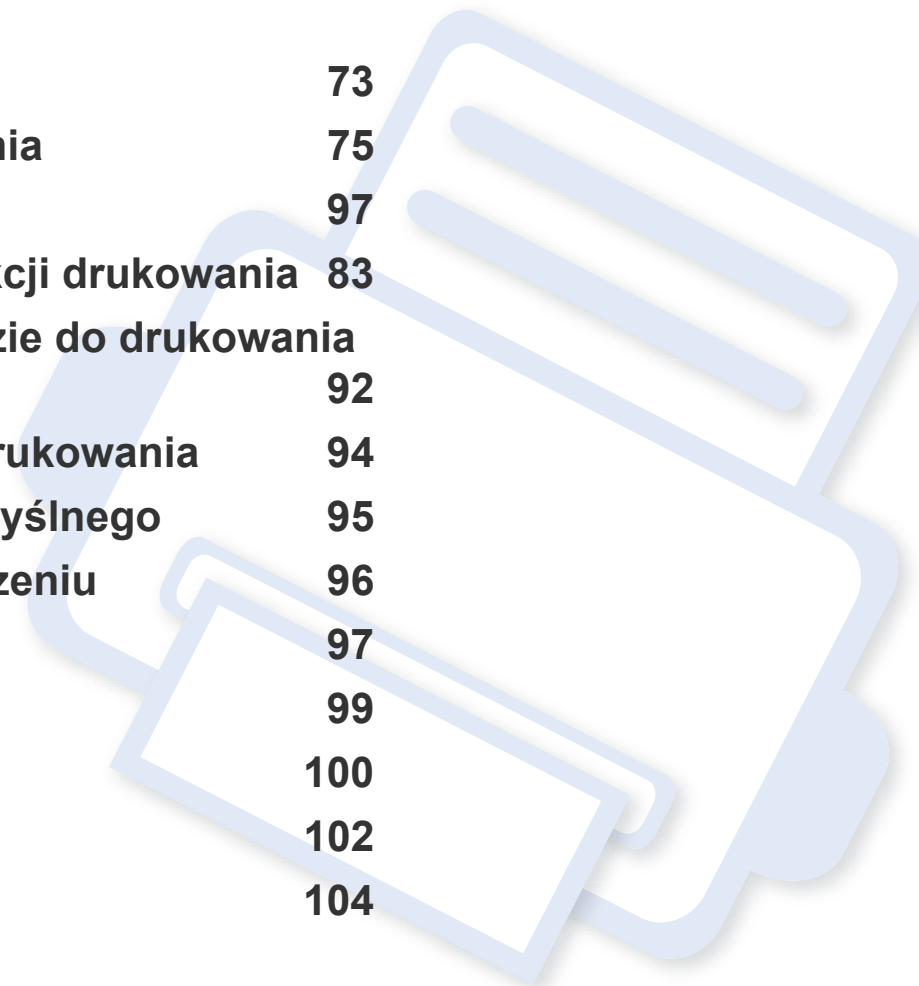 73
nia 75
97
kcji drukowania 83
zie do drukowania
92
rukowania 94
yślnego 95
zeniu 96
97
99
100
102
104